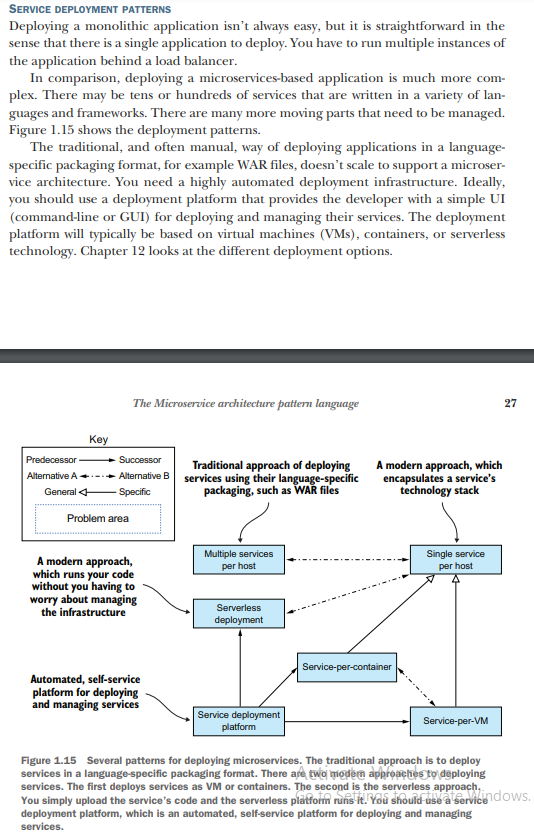 SERVICE DEPLOYMENT PATTERNS
Deploying a monolithic application isn't always easy, but it is straightforward in the
sense that there is a single application to deploy. You have to run multiple instances of
the application behind a load balancer.
In comparison, deploying a microservices-based application is much more com-
plex. There may be tens or hundreds of services that are written in a variety of lan-
guages and frameworks. There are many more moving parts that need to be managed.
Figure 1.15 shows the deployment patterns.
The traditional, and often manual, way of deploying applications in a language-
specific packaging format, for example WAR files, doesn't scale to support a microser-
vice architecture. You need a highly automated deployment infrastructure. Ideally,
you should use a deployment platform that provides the developer with a simple UI
(command-line or GUI) for deploying and managing their services. The deployment
platform will typically be based on virtual machines (VMs), containers, or serverless
technology. Chapter 12 looks at the different deployment options.
The Microservice architecture pattern language 27
Key
Predecessor Successor
Alternative A Alternative B
General Specific
Problem area
Traditional approach of deploying
services using their language-specific
packaging, such as WAR files
A modern approach, which
encapsulates a service's
technology stack
Multiple services
per host
Single service
per host
A modern approach,
which runs your code
without you having to
worry about managing
the infrastructure
Serverless
deployment
Service-per-container
Automated, self-service
platform for deploying
and managing services
Service deployment
platform
Service-per-VM
Figure 1.15 Several patterns for deploying microservices. The traditional approach is to deploy
services in a language-specific packaging format. There are two modern approaches to deploying
services. The first deploys services as VM or containers. The second is the serverless approach.
You simply upload the service's code and the serverless platform runs it. You should use a service
deployment platform, which is an automated, self-service platform for deploying and managing
services.
Activate Windows
Go to Settings to activate Windows.